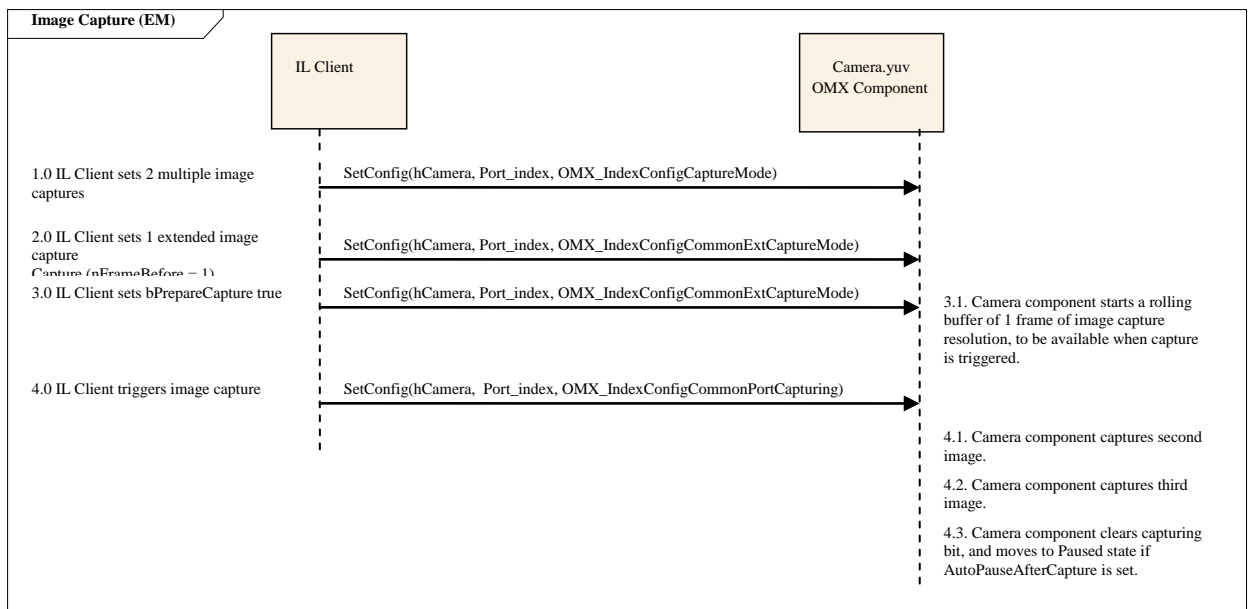 Image Capture (EM)
IL Client
Camera.yuv
OMX Component
1.0 IL Client sets 2 multiple image
captures
SetConfig(hCamera, Port_index, OMX_IndexConfigCaptureMode)
2.0 IL Client sets 1 extended image
capture
Capture (nFrameBefore = 1)
SetConfig(hCamera, Port_index, OMX_IndexConfigCommonExtCaptureMode)
3.0 IL Client sets bPrepareCapture true
SetConfig(hCamera, Port_index, OMX_IndexConfigCommonExtCaptureMode)
3.1. Camera component starts a rolling
buffer of 1 frame of image capture
resolution, to be available when capture
is triggered.
4.0 IL Client triggers image capture
SetConfig(hCamera, Port_index, OMX_IndexConfigCommonPortCapturing)
4.1. Camera component captures second
image.
4.2. Camera component captures third
image.
4.3. Camera component clears capturing
bit, and moves to Paused state if
AutoPauseAfterCapture is set.